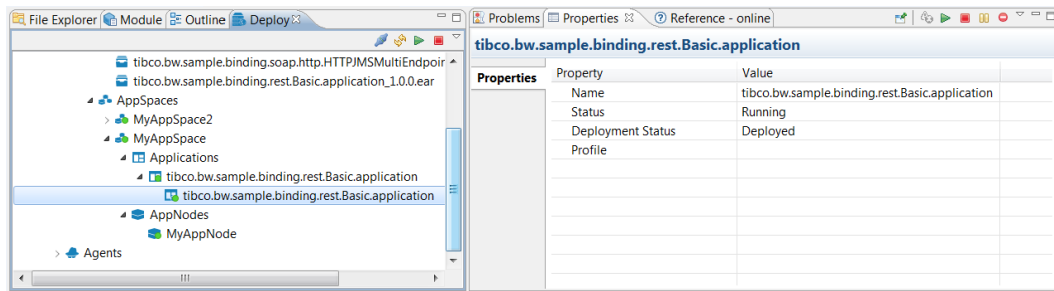 File Explorer Module Outline Deploy
tibco.bw.sample.binding.soap.http.HTTPJMSMultiEndpoir
tibco.bw.sample.binding.rest.Basic.application_1.0.0.ear
AppSpaces
MyAppSpace2
MyAppSpace
Applications
tibco.bw.sample.binding.rest.Basic.application
tibco.bw.sample.binding.rest.Basic.application
AppNodes
MyAppNode
Agents
Problems Properties Reference - online
tibco.bw.sample.binding.rest.Basic.application
Properties
Property Value
Name tibco.bw.sample.binding.rest.Basic.application
Status Running
Deployment Status Deployed
Profile